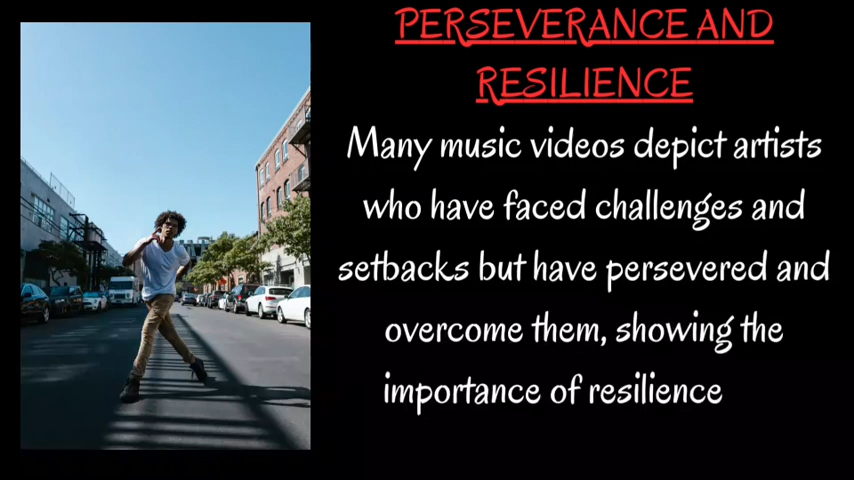 PERSEVERANCE AND
RESILIENCE
Many music videos depict artists
who have faced challenges and
setbacks but have persevered and
overcome them, showing the
importance of resilience